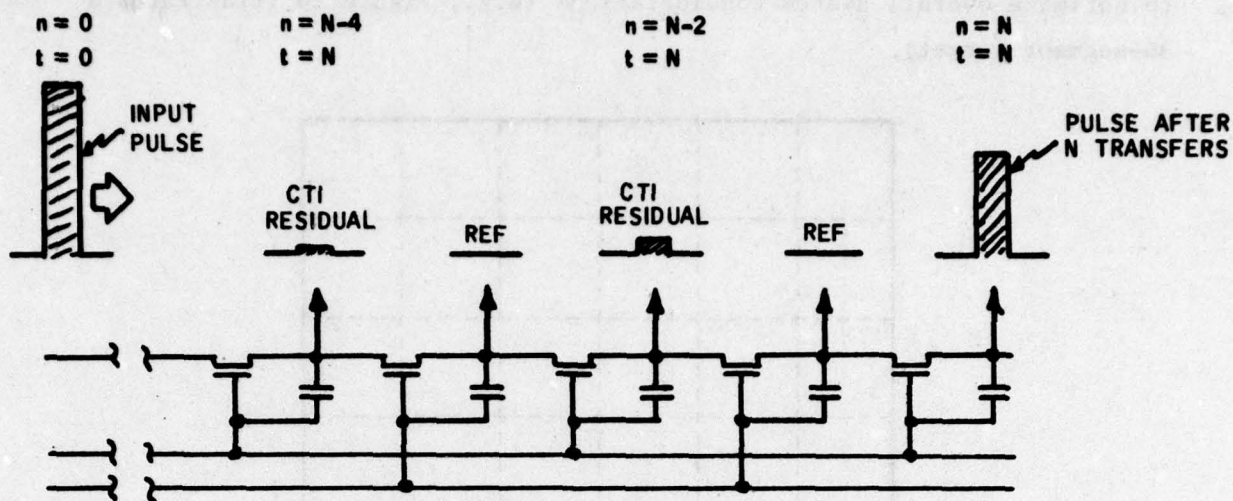 n = 0
t = 0
n = N-4
t = N
n = N-2
t = N
n = N
t = N
INPUT
PULSE
CTI
RESIDUAL
REF
CTI
RESIDUAL
REF
PULSE AFTER
N TRANSFERS